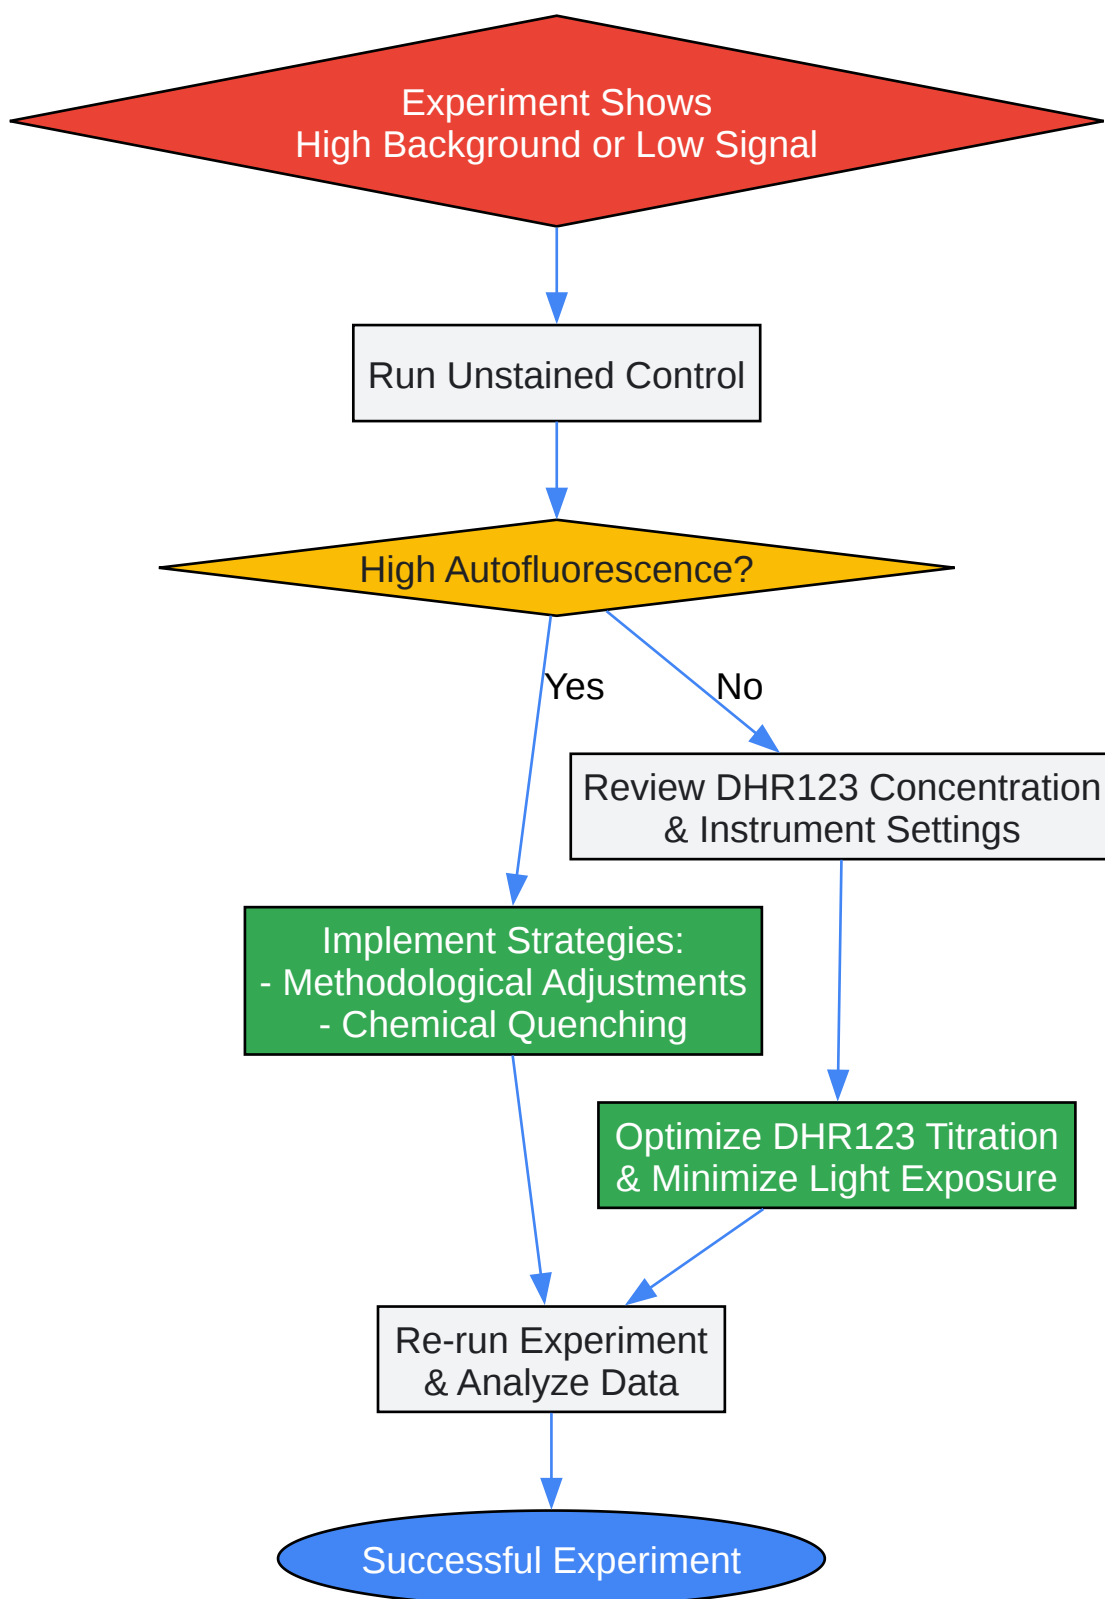 Experiment Shows
High Background or Low Signal
Run Unstained Control
High Autofluorescence?
Yes
No
Review DHR123 Concentration
& Instrument Settings
Implement Strategies:
- Methodological Adjustments
- Chemical Quenching
Optimize DHR123 Titration
& Minimize Light Exposure
Re-run Experiment
& Analyze Data
Successful Experiment